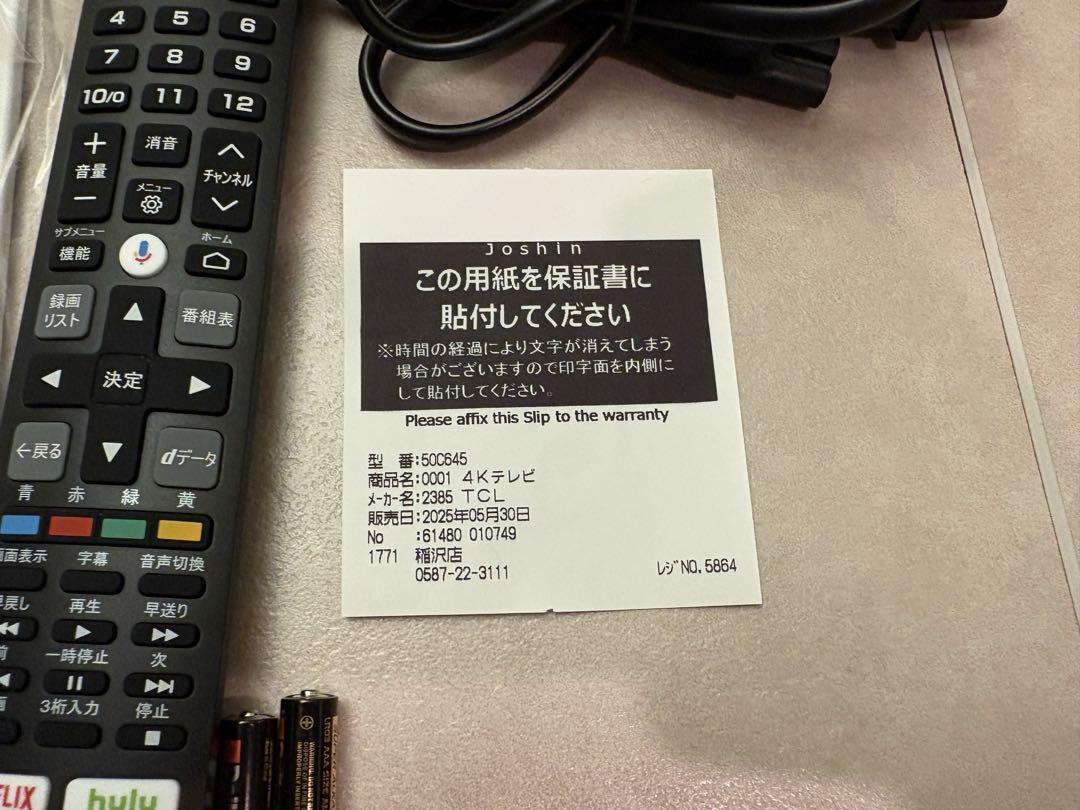 4 5 6
7 8 9
10/0 11 12
+ 消音
音量 チャンネル
−
メニュー
サブメニュー ホーム
機能
録画
リスト
番組表
決定
←戻る
dデータ
青 赤 緑 黄
画面表示 字幕 音声切換
早戻し 再生 早送り
前 一時停止 次
3桁入力 停止
hulu
Joshin
この用紙を保証書に
貼付してください
※時間の経過により文字が消えてしまう
場合がございますので印字面を内側に
して貼付してください。
Please affix this Slip to the warranty
型 番:50C645
商品名:0001 4Kテレビ
メーカー名:2385 TCL
販売日:2025年05月30日
No :61480 010749
1771 稲沢店
0587-22-3111
レジNO.5864